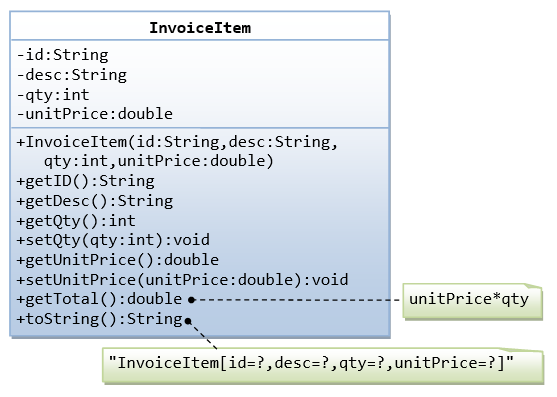 InvoiceItem
-id:String
-desc:String
-qty:int
-unitPrice:double
+InvoiceItem(id:String,desc:String,
qty:int,unitPrice:double)
+getID():String
+getDesc():String
+getQty():int
+setQty(qty:int):void
+getUnitPrice():double
+setUnitPrice(unitPrice:double):void
+getTotal():double
unitPrice*qty
+toString():String
"InvoiceItem[id=?,desc=?,qty=?,unitPrice=?]"